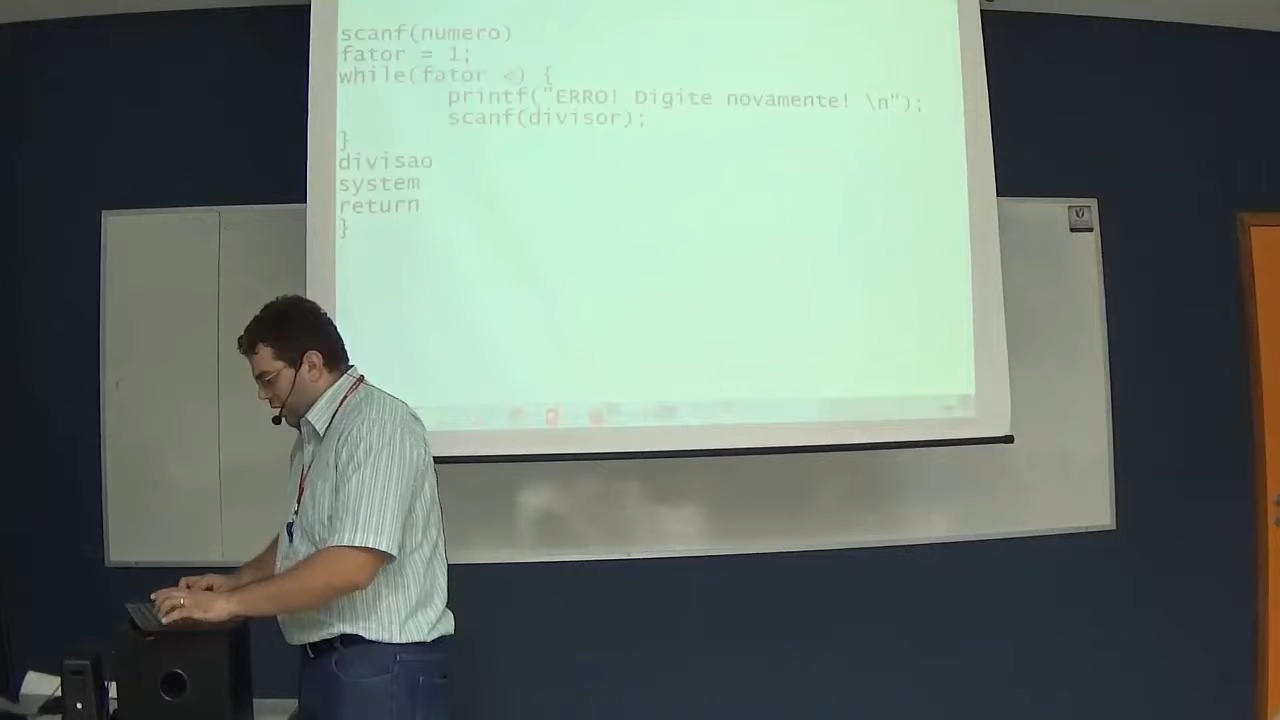 scanf(numero)
fator = 1;
while(fator <) {
printf("ERRO! Digite novamente! \n");
scanf(divisor);
}
divisao
system
return
}